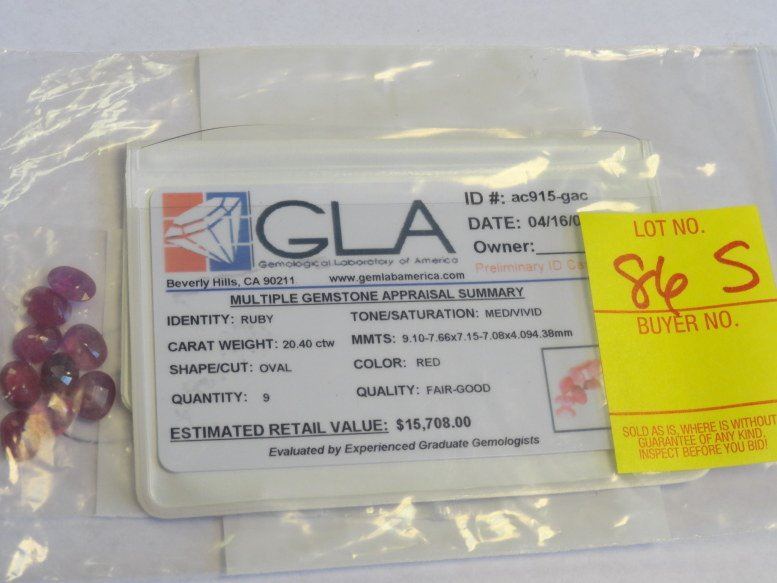 GLA
Gemological Laboratory of America
Beverly Hills, CA 90211 www.gemlabamerica.com
ID #: ac915-gac
DATE: 04/16/0
Owner:
Preliminary ID Ca
MULTIPLE GEMSTONE APPRAISAL SUMMARY
IDENTITY: RUBY TONE/SATURATION: MED/VIVID
CARAT WEIGHT: 20.40 ctw MMTS: 9.10-7.66x7.15-7.08x4.094.38mm
SHAPE/CUT: OVAL COLOR: RED
QUANTITY: 9 QUALITY: FAIR-GOOD
ESTIMATED RETAIL VALUE: $15,708.00
Evaluated by Experienced Graduate Gemologists
LOT NO.
86 S
BUYER NO.
SOLD AS IS, WHERE IS WITHOUT
GUARANTEE OF ANY KIND.
INSPECT BEFORE YOU BID!